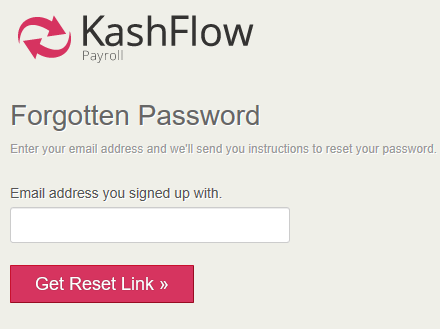 KashFlow
Payroll
Forgotten Password
Enter your email address and we'll send you instructions to reset your password.
Email address you signed up with.
Get Reset Link »